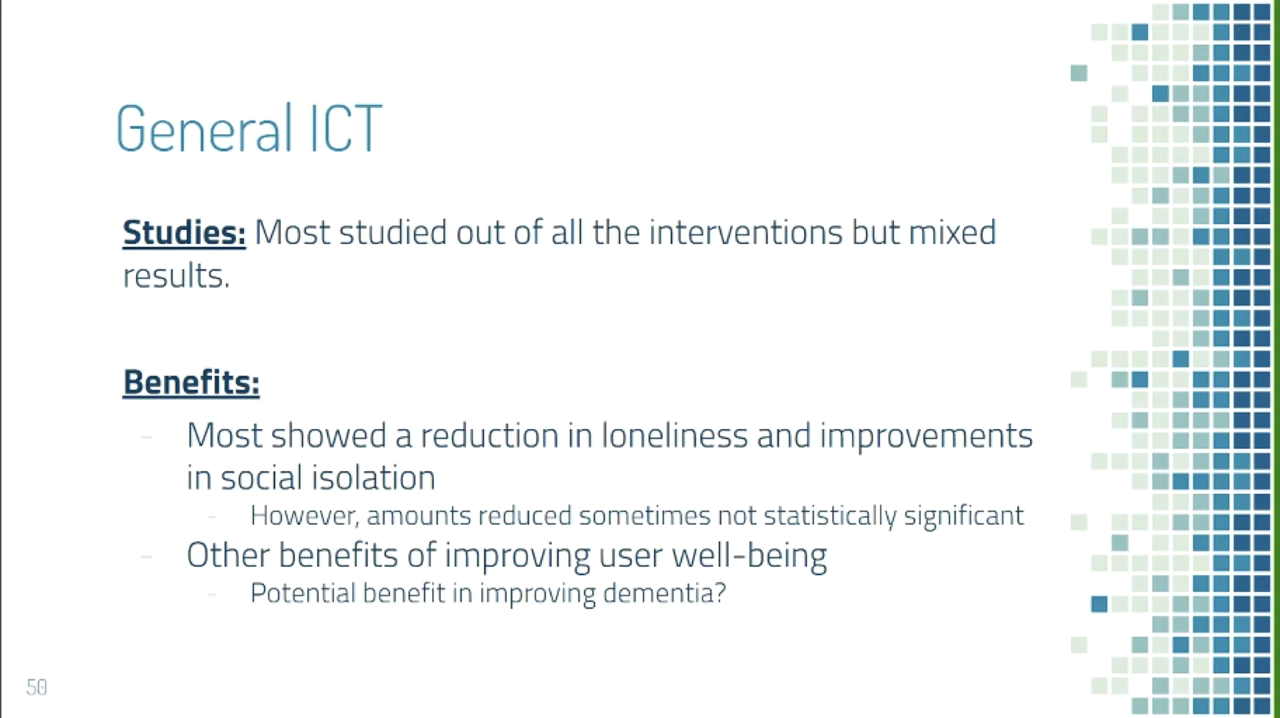 General ICT
Studies: Most studied out of all the interventions but mixed
results.
Benefits:
- Most showed a reduction in loneliness and improvements
in social isolation
- However, amounts reduced sometimes not statistically significant
- Other benefits of improving user well-being
- Potential benefit in improving dementia?
50